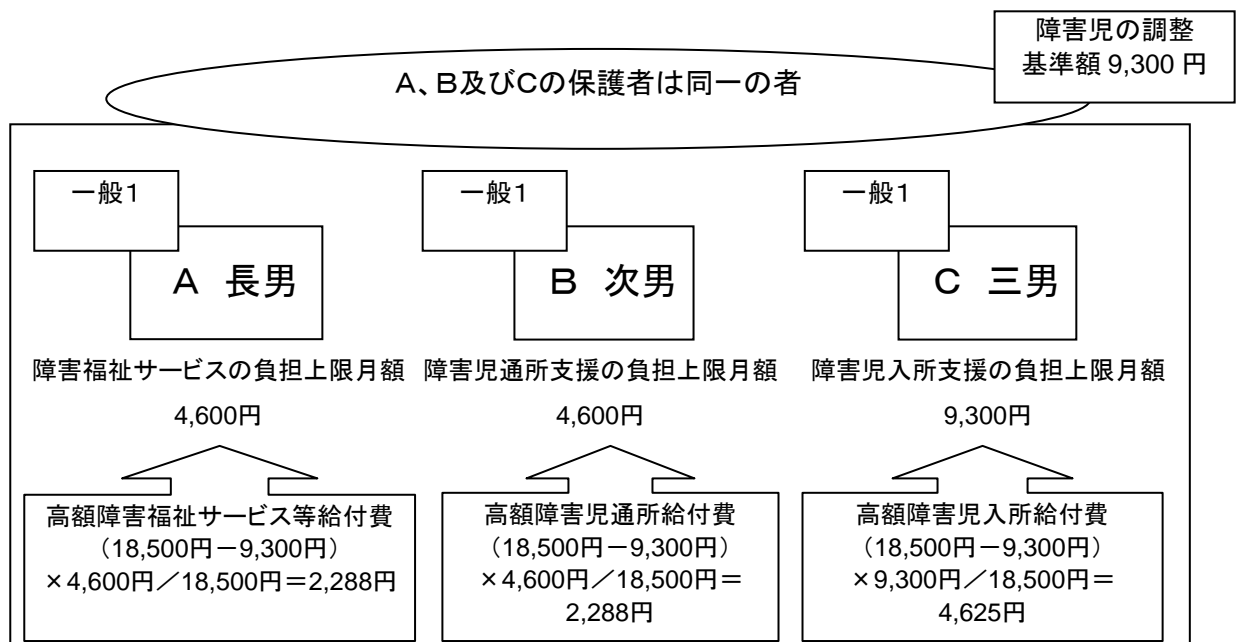 障害児の調整
基準額 9,300 円
A、B及びCの保護者は同一の者
一般1
一般1
一般1
A 長男
B 次男
C 三男
障害福祉サービスの負担上限月額
4,600円
障害児通所支援の負担上限月額
4,600円
障害児入所支援の負担上限月額
9,300円
高額障害福祉サービス等給付費
（18,500円－9,300円）
×4,600円／18,500円＝2,288円
高額障害児通所給付費
（18,500円－9,300円）
×4,600円／18,500円＝
2,288円
高額障害児入所給付費
（18,500円－9,300円）
×9,300円／18,500円＝
4,625円